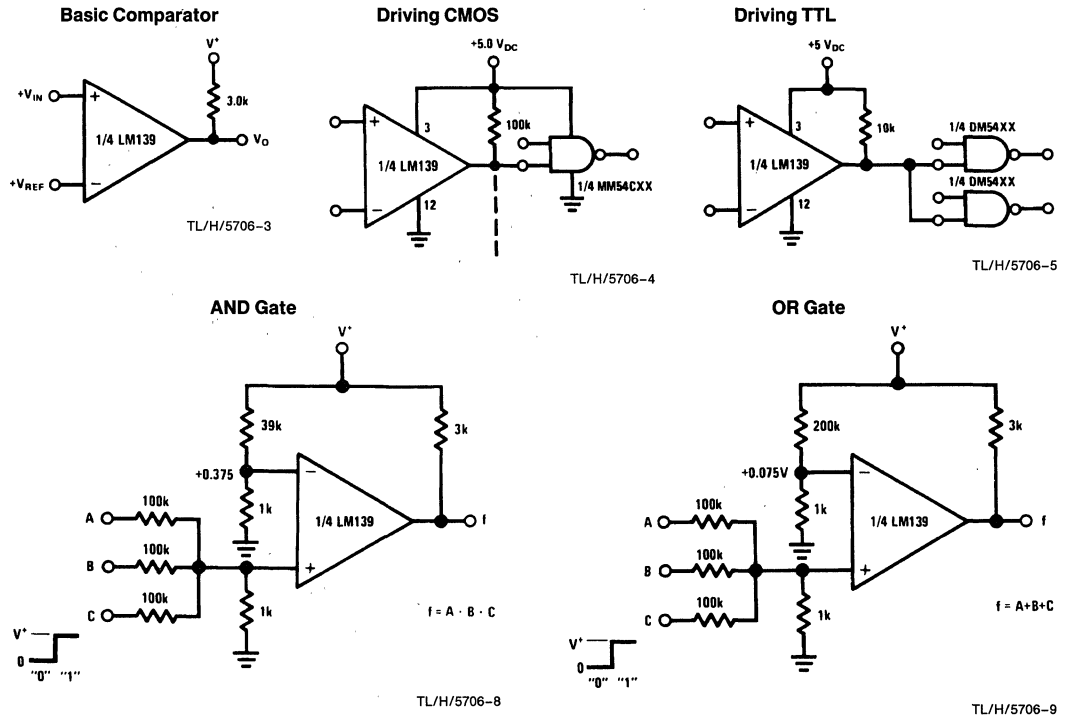 Basic Comparator
V+
+VIN
+
3.0k
1/4 LM139
VO
+VREF
−
TL/H/5706–3
Driving CMOS
+5.0 VDC
+
3
100k
1/4 LM139
−
12
1/4 MM54CXX
TL/H/5706–4
Driving TTL
+5 VDC
+
3
10k
1/4 DM54XX
1/4 LM139
1/4 DM54XX
−
12
TL/H/5706–5
AND Gate
V+
39k
3k
+0.375
−
100k
1k
A
1/4 LM139
f
100k
B
+
100k
1k
C
f = A · B · C
V+
0
"0" "1"
TL/H/5706–8
OR Gate
V+
200k
3k
+0.075V
−
100k
1k
A
1/4 LM139
f
100k
B
+
100k
1k
C
f = A+B+C
V+
0
"0" "1"
TL/H/5706–9